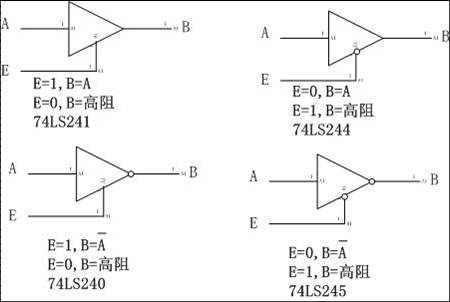 A B
E
E=1,B=A
E=0,B=高阻
74LS241
A B
E
E=0,B=A
E=1,B=高阻
74LS244
A B
E
E=1,B=A̅
E=0,B=高阻
74LS240
A B
E
E=0,B=A̅
E=1,B=高阻
74LS245